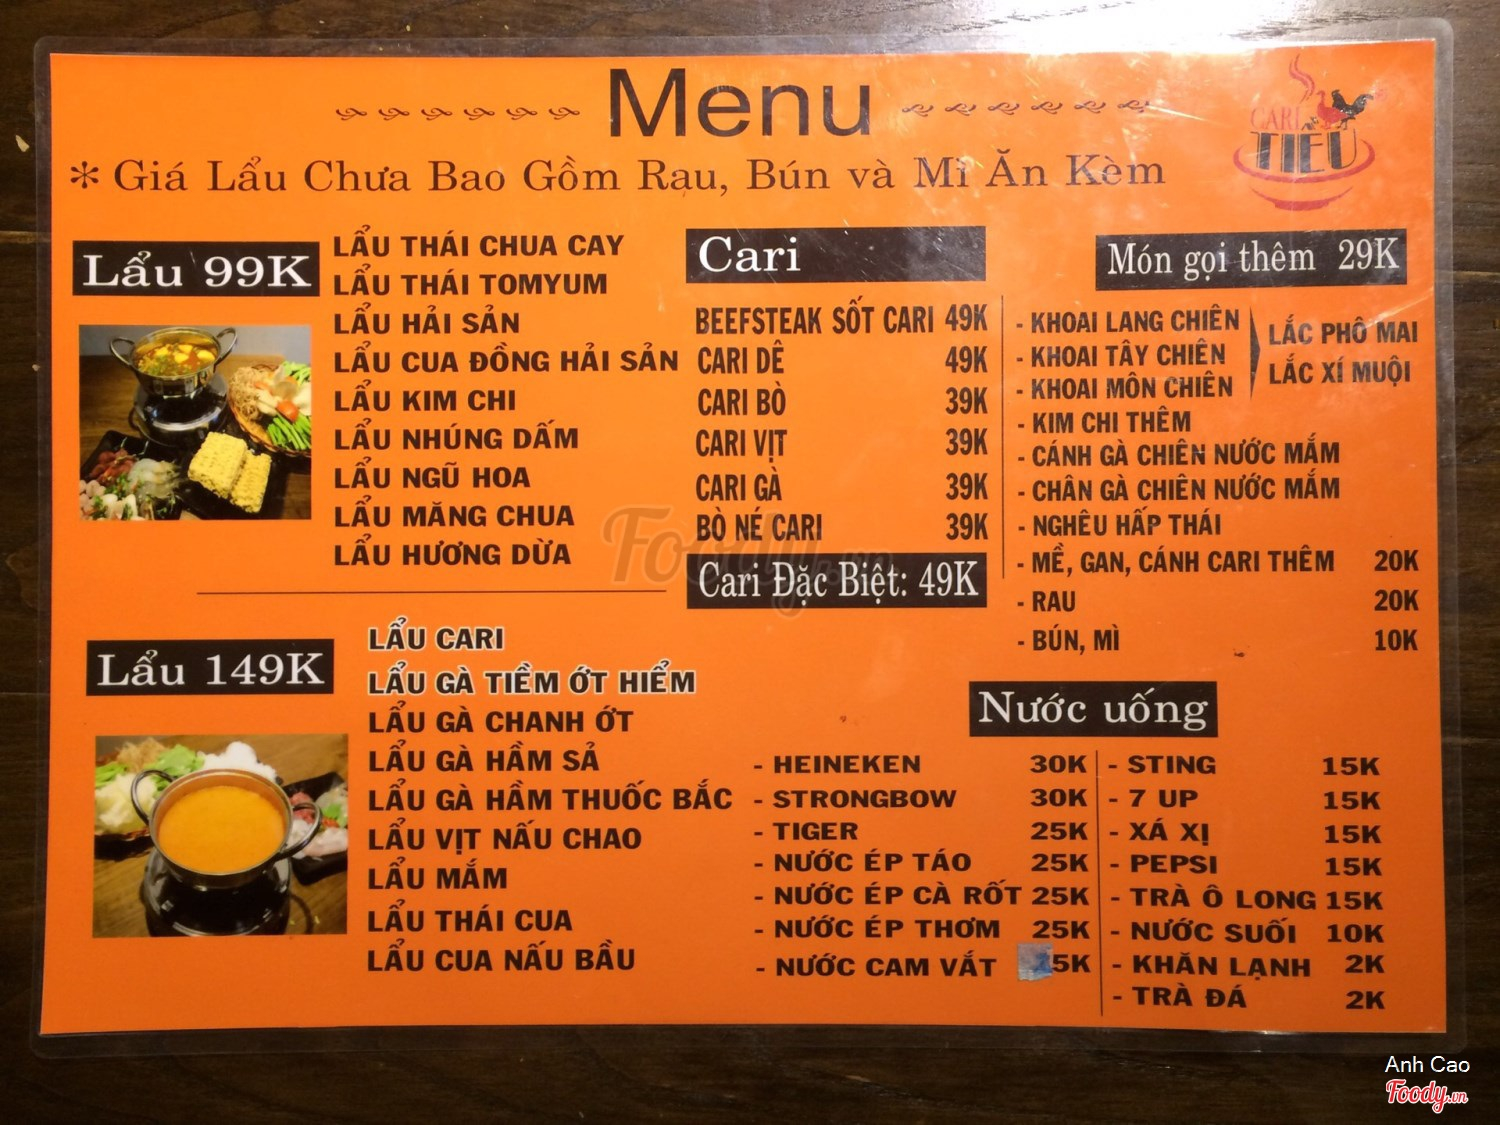 Menu
CARI
TIÊU
* Giá Lẩu Chưa Bao Gồm Rau, Bún và Mì Ăn Kèm
Lẩu 99K
LẨU THÁI CHUA CAY
LẨU THÁI TOMYUM
LẨU HẢI SẢN
LẨU CUA ĐỒNG HẢI SẢN
LẨU KIM CHI
LẨU NHÚNG DẤM
LẨU NGŨ HOA
LẨU MĂNG CHUA
LẨU HƯƠNG DỪA
Lẩu 149K
LẨU CARI
LẨU GÀ TIỀM ỚT HIỂM
LẨU GÀ CHANH ỚT
LẨU GÀ HẦM SẢ
LẨU GÀ HẦM THUỐC BẮC
LẨU VỊT NẤU CHAO
LẨU MẮM
LẨU THÁI CUA
LẨU CUA NẤU BẦU
Cari
BEEFSTEAK SỐT CARI 49K
CARI DÊ 49K
CARI BÒ 39K
CARI VỊT 39K
CARI GÀ 39K
BÒ NÉ CARI 39K
Cari Đặc Biệt: 49K
Món gọi thêm 29K
- KHOAI LANG CHIÊN
- KHOAI TÂY CHIÊN
- KHOAI MÔN CHIÊN
LẮC PHÔ MAI
LẮC XÍ MUỘI
- KIM CHI THÊM
- CÁNH GÀ CHIÊN NƯỚC MẮM
- CHÂN GÀ CHIÊN NƯỚC MẮM
- NGHÊU HẤP THÁI
- MỀ, GAN, CÁNH CARI THÊM 20K
- RAU 20K
- BÚN, MÌ 10K
Nước uống
- HEINEKEN 30K
- STRONGBOW 30K
- TIGER 25K
- NƯỚC ÉP TÁO 25K
- NƯỚC ÉP CÀ RỐT 25K
- NƯỚC ÉP THƠM 25K
- NƯỚC CAM VẮT 25K
- STING 15K
- 7 UP 15K
- XÁ XỊ 15K
- PEPSI 15K
- TRÀ Ô LONG 15K
- NƯỚC SUỐI 10K
- KHĂN LẠNH 2K
- TRÀ ĐÁ 2K
Foody.vn
Anh Cao
Foody.vn